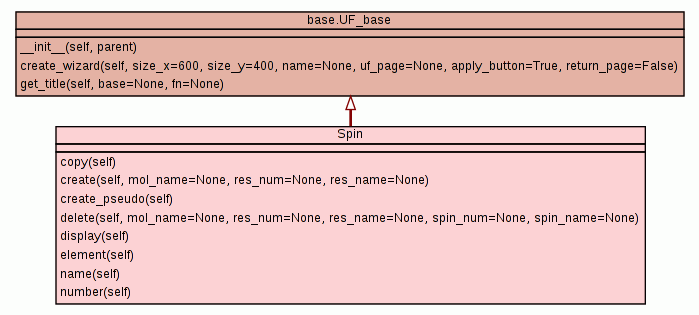 base.UF_base
__init__(self, parent)
create_wizard(self, size_x=600, size_y=400, name=None, uf_page=None, apply_button=True, return_page=False)
get_title(self, base=None, fn=None)
Spin
copy(self)
create(self, mol_name=None, res_num=None, res_name=None)
create_pseudo(self)
delete(self, mol_name=None, res_num=None, res_name=None, spin_num=None, spin_name=None)
display(self)
element(self)
name(self)
number(self)